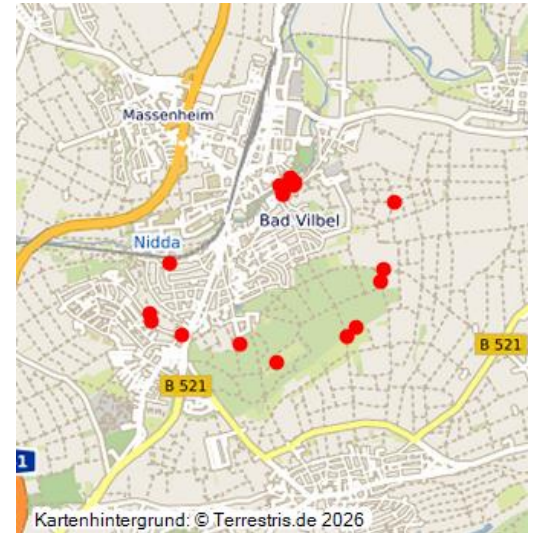 Massenheim
Bad Vilbel
Nidda
B 521
B 521
1
Kartenhintergrund: © Terrestris.de 2026